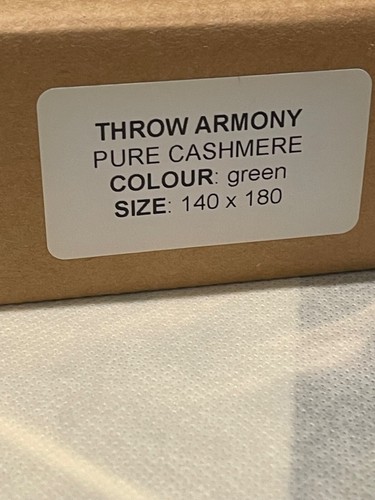 THROW ARMONY
PURE CASHMERE
COLOUR: green
SIZE: 140 x 180